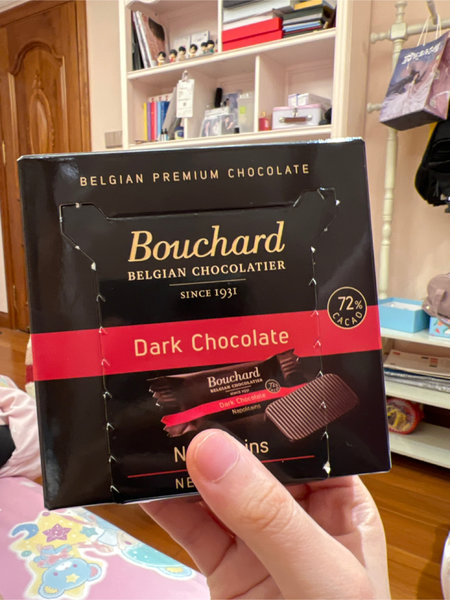 BELGIAN PREMIUM CHOCOLATE
Bouchard
BELGIAN CHOCOLATIER
SINCE 1931
72%
CACAO
Dark Chocolate
Bouchard
BELGIAN CHOCOLATIER
Dark Chocolate
Napolitains